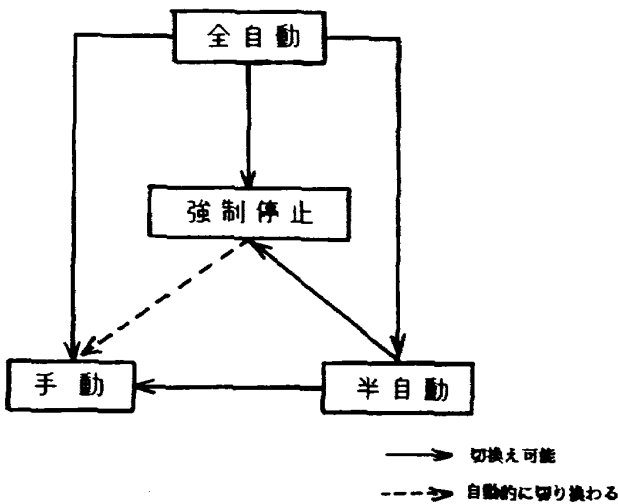 全自動
強制停止
手動
半自動
切換え可能
自動的に切り換わる